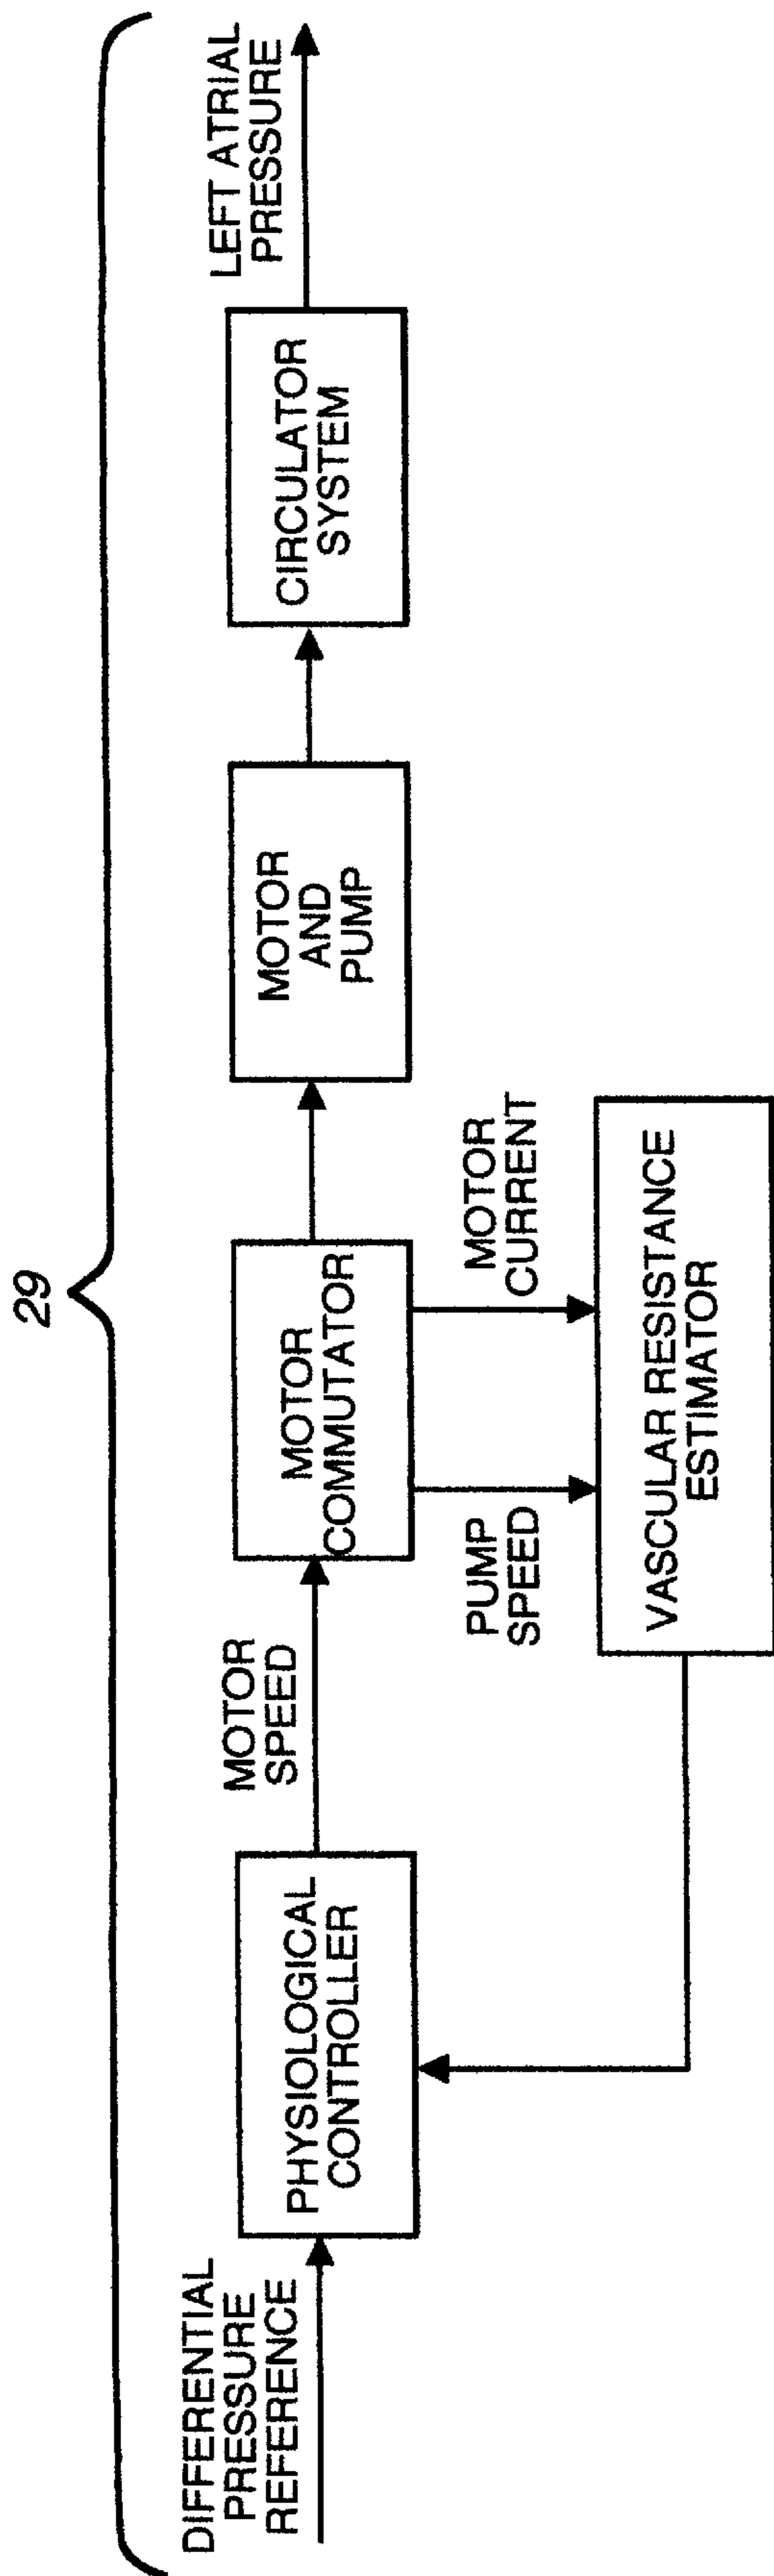 29
DIFFERENTIAL
PRESSURE
REFERENCE
PHYSIOLOGICAL
CONTROLLER
MOTOR
SPEED
MOTOR
COMMUTATOR
MOTOR
AND
PUMP
CIRCULATOR
SYSTEM
LEFT ATRIAL
PRESSURE
PUMP
SPEED
MOTOR
CURRENT
VASCULAR RESISTANCE
ESTIMATOR